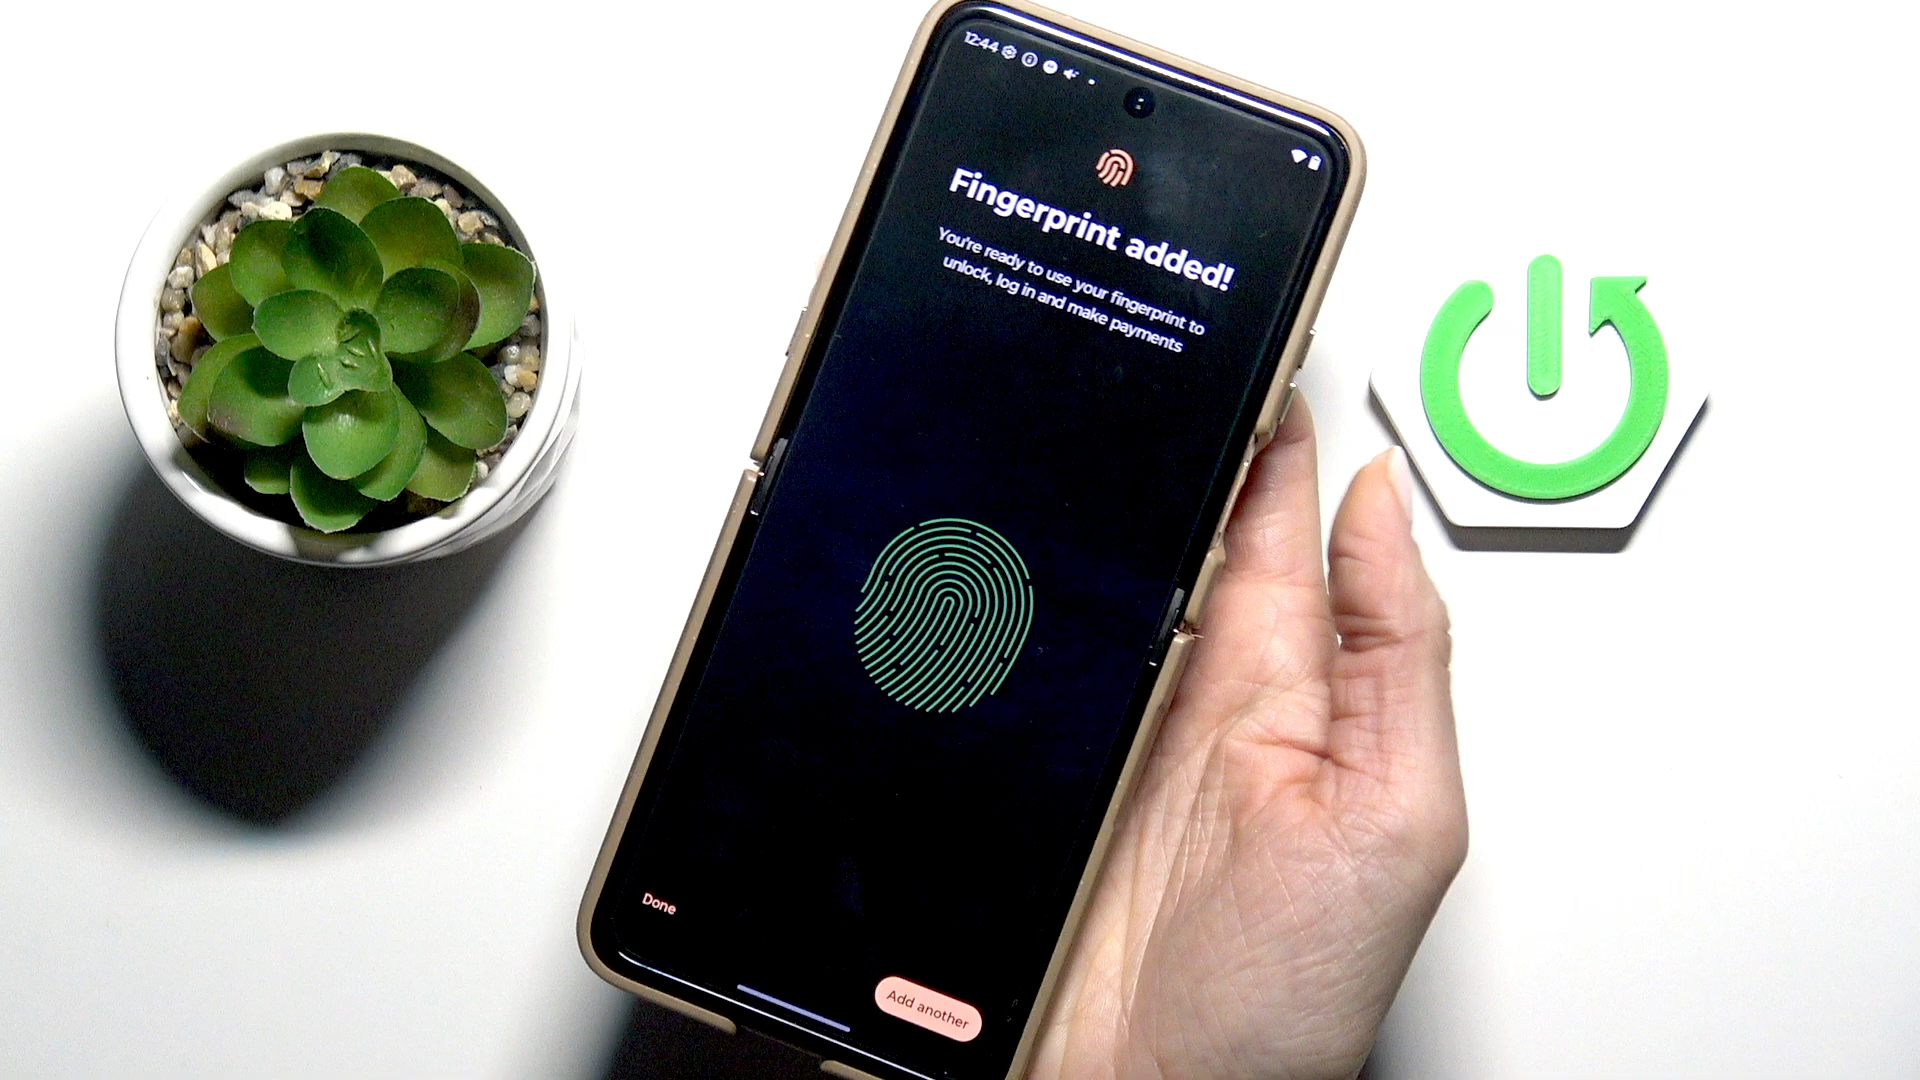 12:44
Fingerprint added!
You're ready to use your fingerprint to
unlock, log in and make payments
Done
Add another